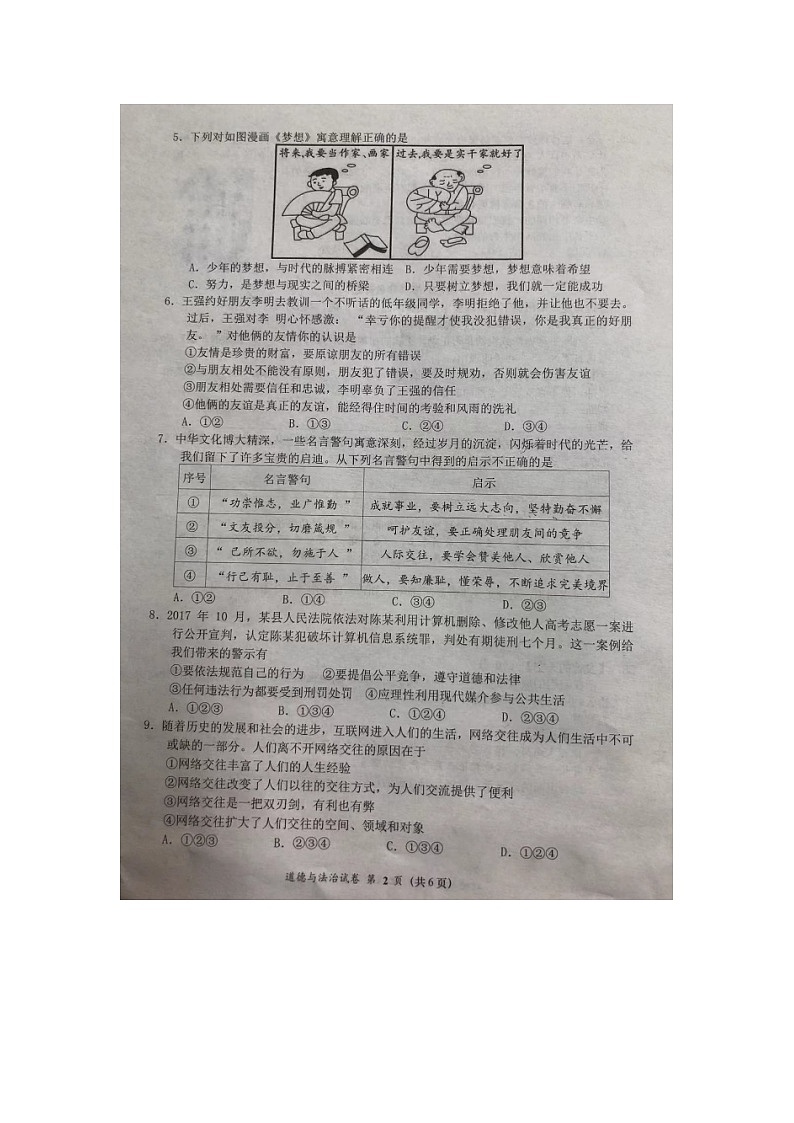 5. 下列对如图漫画《梦想》寓意理解正确的是
将来,我要当作家、画家 过去,我要是实干家就好了
A. 少年的梦想，与时代的脉搏紧密相连 B. 少年需要梦想，梦想意味着希望
C. 努力，是梦想与现实之间的桥梁 D. 只要树立梦想，我们就一定能成功
6. 王强约好朋友李明去教训一个不听话的低年级同学，李明拒绝了他，并让他也不要去。
过后，王强对李 明心怀感激： “幸亏你的提醒才使我没犯错误，你是我真正的好朋
友。 ”对他俩的友情你的认识是
①友情是珍贵的财富，要原谅朋友的所有错误
②与朋友相处不能没有原则，朋友犯了错误，要及时规劝，否则就会伤害友谊
③朋友相处需要信任和忠诚，李明辜负了王强的信任
④他俩的友谊是真正的友谊，能经得住时间的考验和风雨的洗礼
A. ①② B. ①③ C. ②④ D. ③④
7. 中华文化博大精深，一些名言警句寓意深刻，经过岁月的沉淀，闪烁着时代的光芒，给
我们留下了许多宝贵的启迪。从下列名言警句中得到的启示不正确的是
序号 名言警句 启示
① “功崇惟志，业广惟勤 ” 成就事业，要树立远大志向，坚特勤奋不懈
② “文友投分，切磨箴规 ” 呵护友谊，要正确处理朋友间的竞争
③ “ 已所不欲，勿施于人 ” 人际交往，要学会赞美他人、欣赏他人
④ “行己有耻，止于至善 ” 做人，要知廉耻，懂荣辱，不断追求完美境界
A. ①② B. ①④ C. ③④ D. ②③
8. 2017 年 10 月，某县人民法院依法对陈某利用计算机删除、修改他人高考志愿一案进
行公开宣判，认定陈某犯破坏计算机信息系统罪，判处有期徒刑七个月。这一案例给
我们带来的警示有
①要依法规范自己的行为 ②要提倡公平竞争，遵守道德和法律
③任何违法行为都要受到刑罚处罚 ④应理性利用现代媒介参与公共生活
A. ①②③ B. ①③④ C. ①②④ D. ②③④
9. 随着历史的发展和社会的进步，互联网进入人们的生活，网络交往成为人们生活中不可
或缺的一部分。人们离不开网络交往的原因在于
①网络交往丰富了人们的人生经验
②网络交往改变了人们以往的交往方式，为人们交流提供了便利
③网络交往是一把双刃剑，有利也有弊
④网络交往扩大了人们交往的空间、领域和对象
A. ①②③ B. ②③④ C. ①③④ D. ①②④
道德与法治试卷 第 2 页 (共6页)